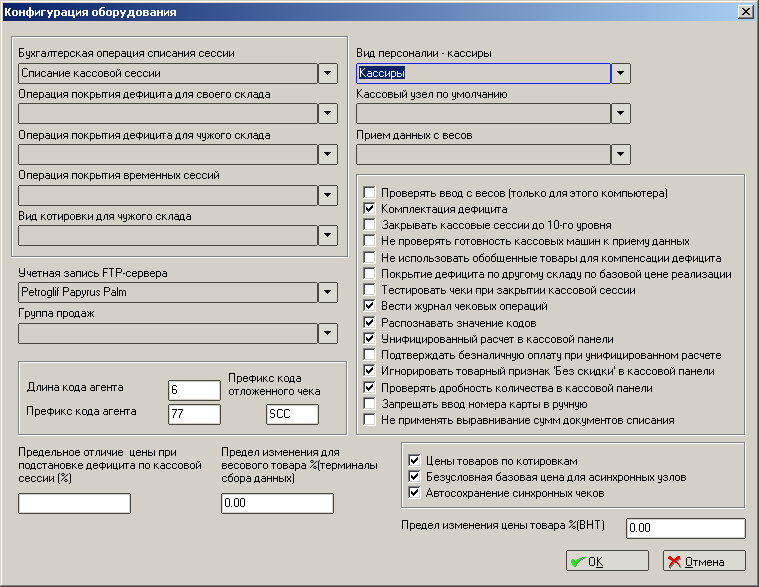 Конфигурация оборудования
Бухгалтерская операция списания сессии
Списание кассовой сессии
Операция покрытия дефицита для своего склада
Операция покрытия дефицита для чужого склада
Операция покрытия временных сессий
Вид котировки для чужого склада
Учетная запись FTP-сервера
Petroglif Papyrus Palm
Группа продаж
Длина кода агента
6
Префикс кода агента
77
Префикс кода
отложенного чека
SCC
Предельное отличие цены при
подстановке дефицита по кассовой
сессии (%)
Предел изменения для
весового товара %(терминалы
сбора данных)
0.00
Вид персоналии - кассиры
Кассиры
Кассовый узел по умолчанию
Прием данных с весов
Проверять ввод с весов (только для этого компьютера)
Комплектация дефицита
Закрывать кассовые сессии до 10-го уровня
Не проверять готовность кассовых машин к приему данных
Не использовать обобщенные товары для компенсации дефицита
Покрытие дефицита по другому складу по базовой цене реализации
Тестировать чеки при закрытии кассовой сессии
Вести журнал чековых операций
Распознавать значение кодов
Унифицированный расчет в кассовой панели
Подтверждать безналичную оплату при унифицированном расчете
Игнорировать товарный признак 'Без скидки' в кассовой панели
Проверять дробность количества в кассовой панели
Запрещать ввод номера карты в ручную
Не применять выравнивание сумм документов списания
Цены товаров по котировкам
Безусловная базовая цена для асинхронных узлов
Автосохранение синхронных чеков
Предел изменения цены товара %(ВНТ)
0.00
OK
Отмена